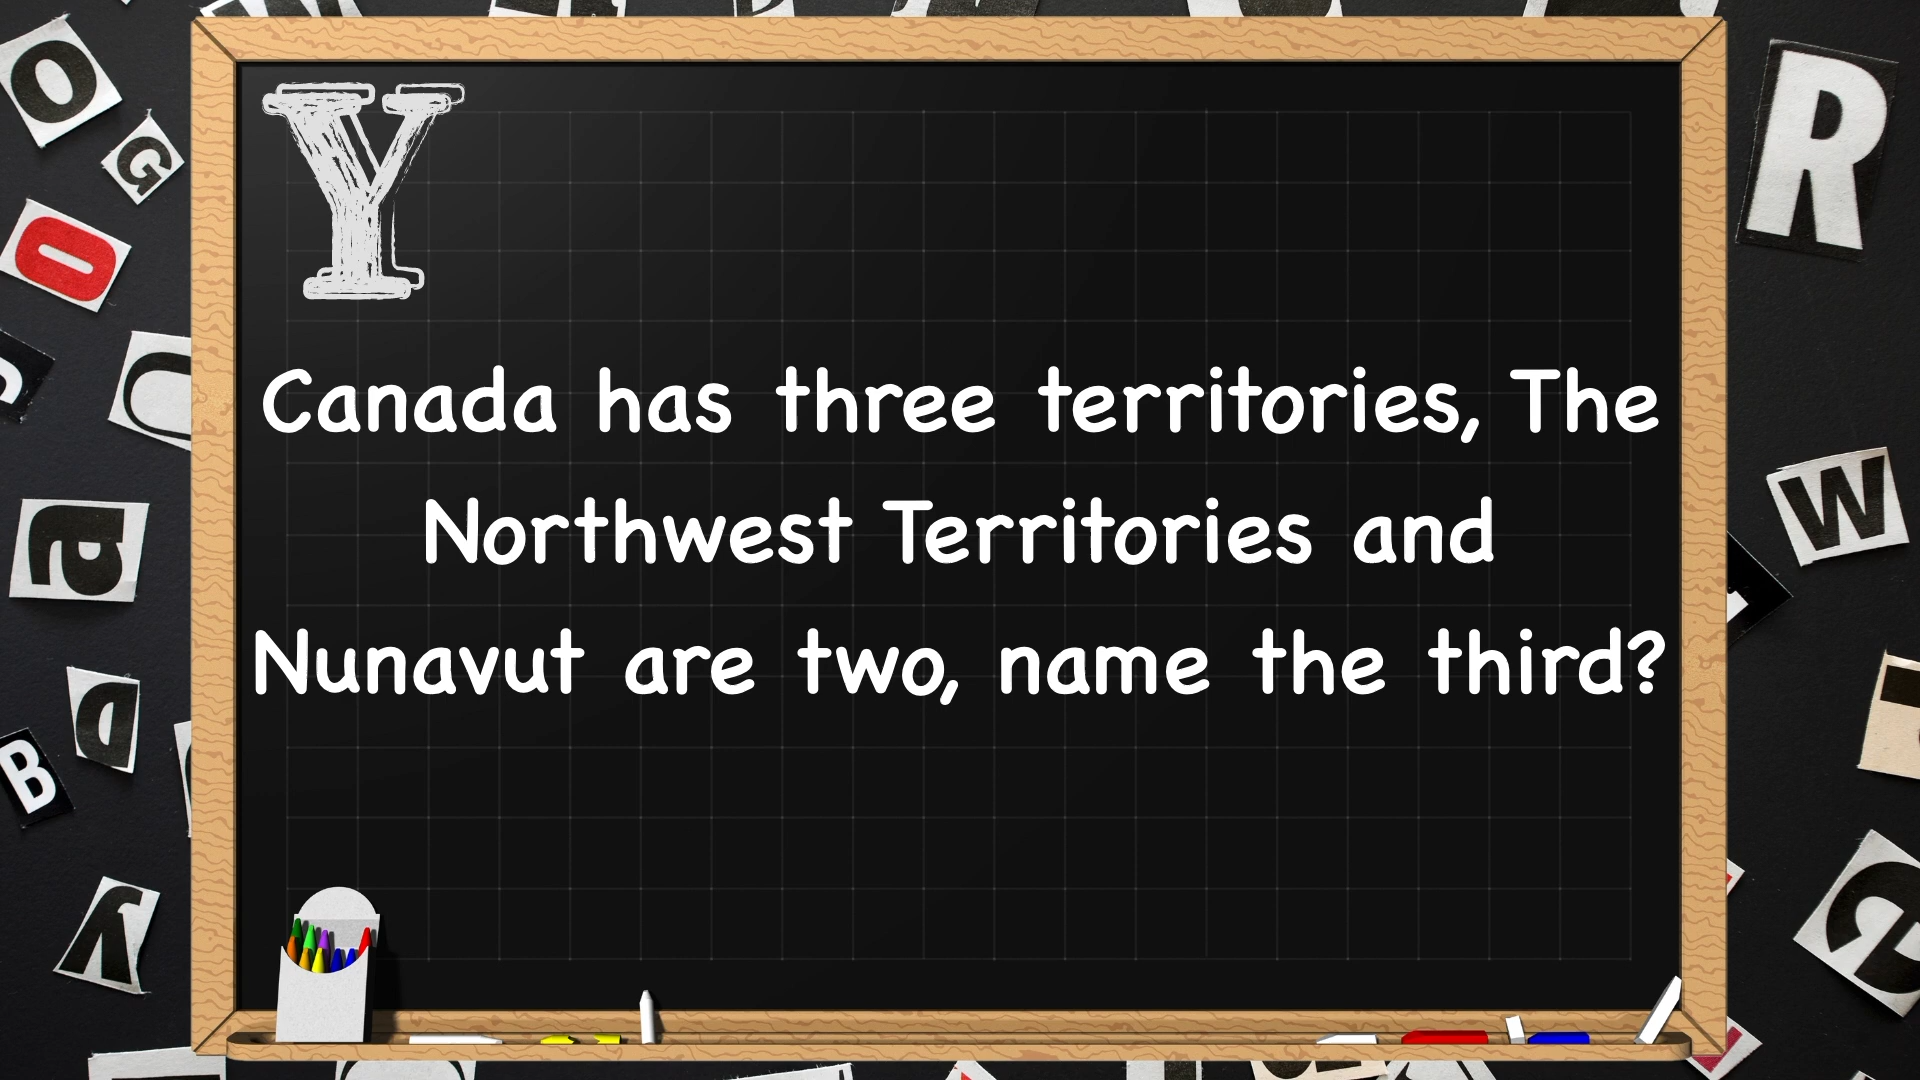 Y
Canada has three territories, The
Northwest Territories and
Nunavut are two, name the third?
O
G
O
a
D
B
y
R
W
e